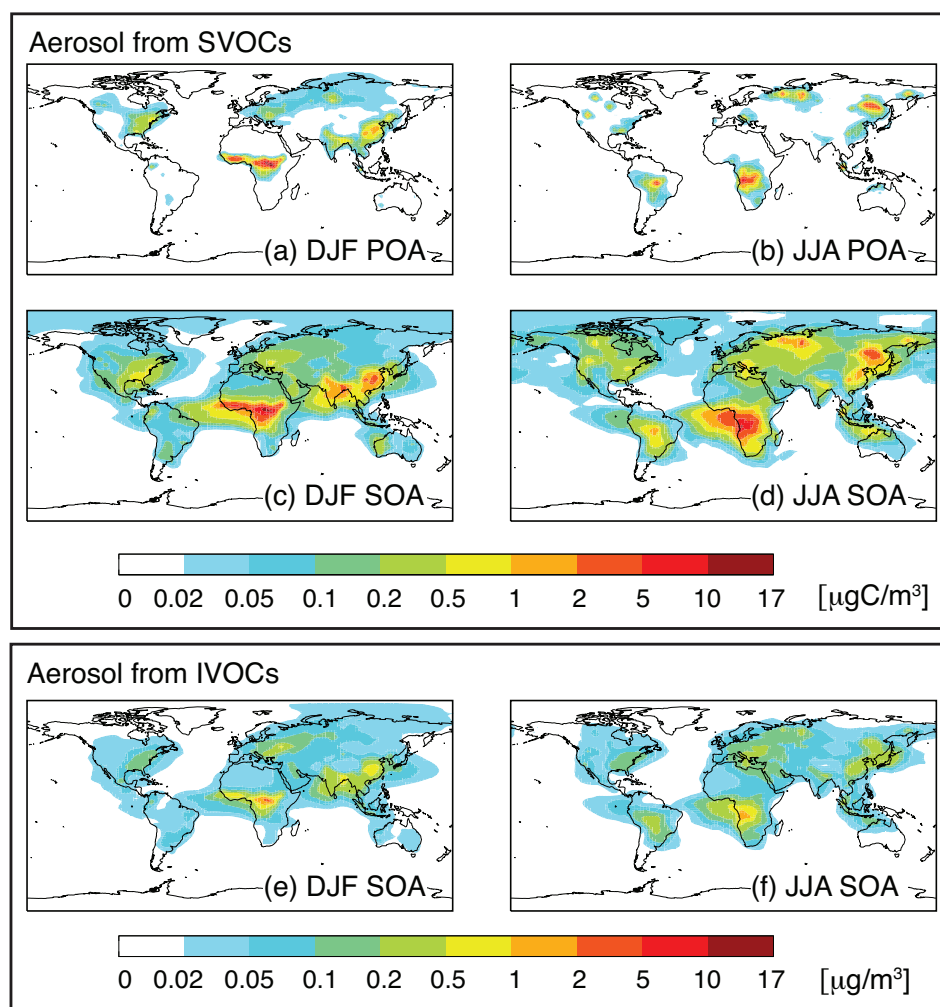 Aerosol from SVOCs
(a) DJF POA
(b) JJA POA
(c) DJF SOA
(d) JJA SOA
0 0.02 0.05 0.1 0.2 0.5 1 2 5 10 17 [µgC/m³]
Aerosol from IVOCs
(e) DJF SOA
(f) JJA SOA
0 0.02 0.05 0.1 0.2 0.5 1 2 5 10 17 [µg/m³]